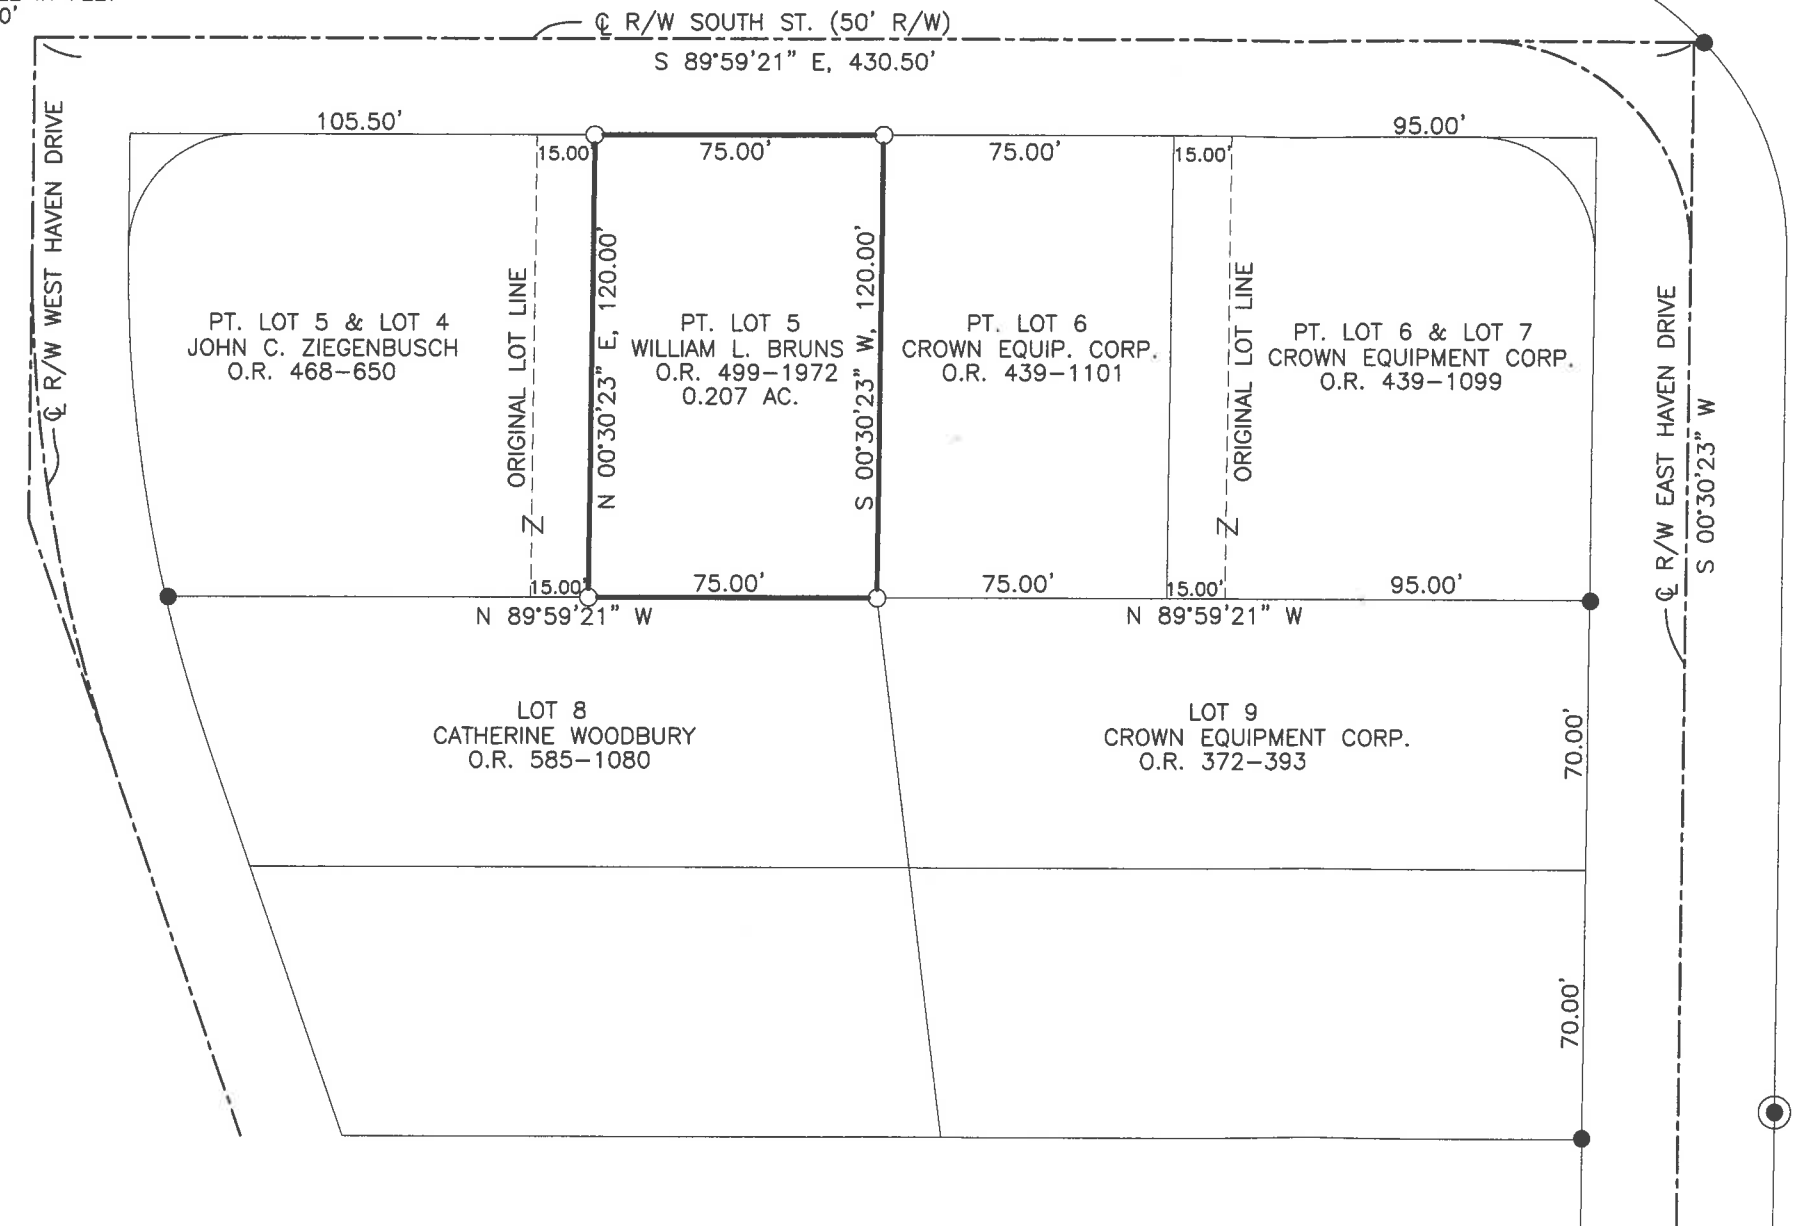 0'
℄ R/W SOUTH ST. (50' R/W)
S 89°59'21" E, 430.50'
105.50'
15.00'
75.00'
75.00'
15.00'
95.00'
℄ R/W WEST HAVEN DRIVE
ORIGINAL LOT LINE
N 00°30'23" E, 120.00'
S 00°30'23" W, 120.00'
ORIGINAL LOT LINE
℄ R/W EAST HAVEN DRIVE
S 00°30'23" W
PT. LOT 5 & LOT 4
JOHN C. ZIEGENBUSCH
O.R. 468-650
PT. LOT 5
WILLIAM L. BRUNS
O.R. 499-1972
0.207 AC.
PT. LOT 6
CROWN EQUIP. CORP.
O.R. 439-1101
PT. LOT 6 & LOT 7
CROWN EQUIPMENT CORP.
O.R. 439-1099
Z
Z
15.00'
75.00'
75.00'
15.00'
95.00'
N 89°59'21" W
N 89°59'21" W
LOT 8
CATHERINE WOODBURY
O.R. 585-1080
LOT 9
CROWN EQUIPMENT CORP.
O.R. 372-393
70.00'
70.00'